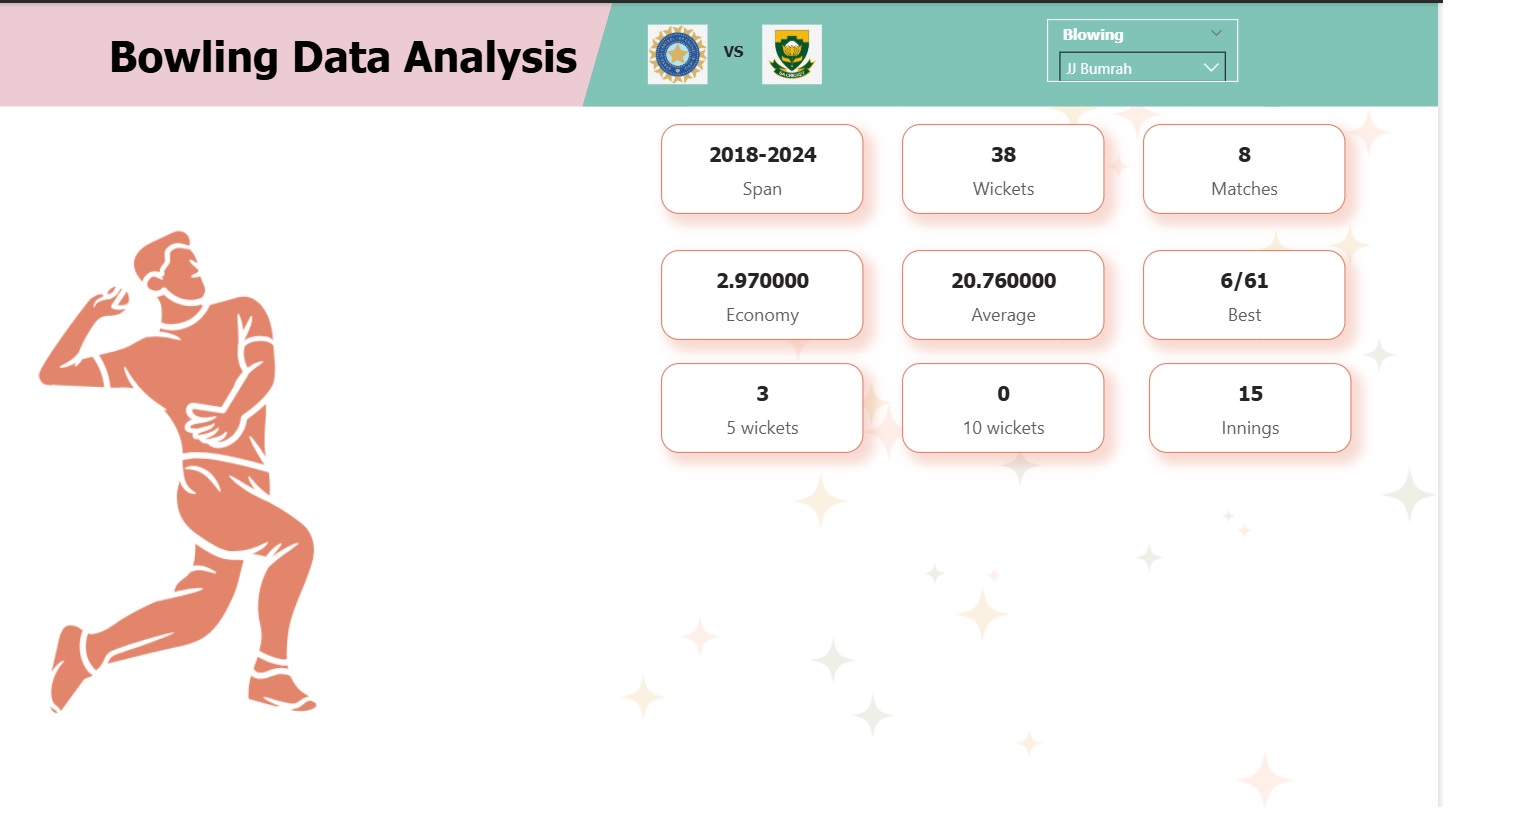 Bowling Data Analysis
vs
Blowing
JJ Bumrah
2018-2024
Span
38
Wickets
8
Matches
2.970000
Economy
20.760000
Average
6/61
Best
3
5 wickets
0
10 wickets
15
Innings